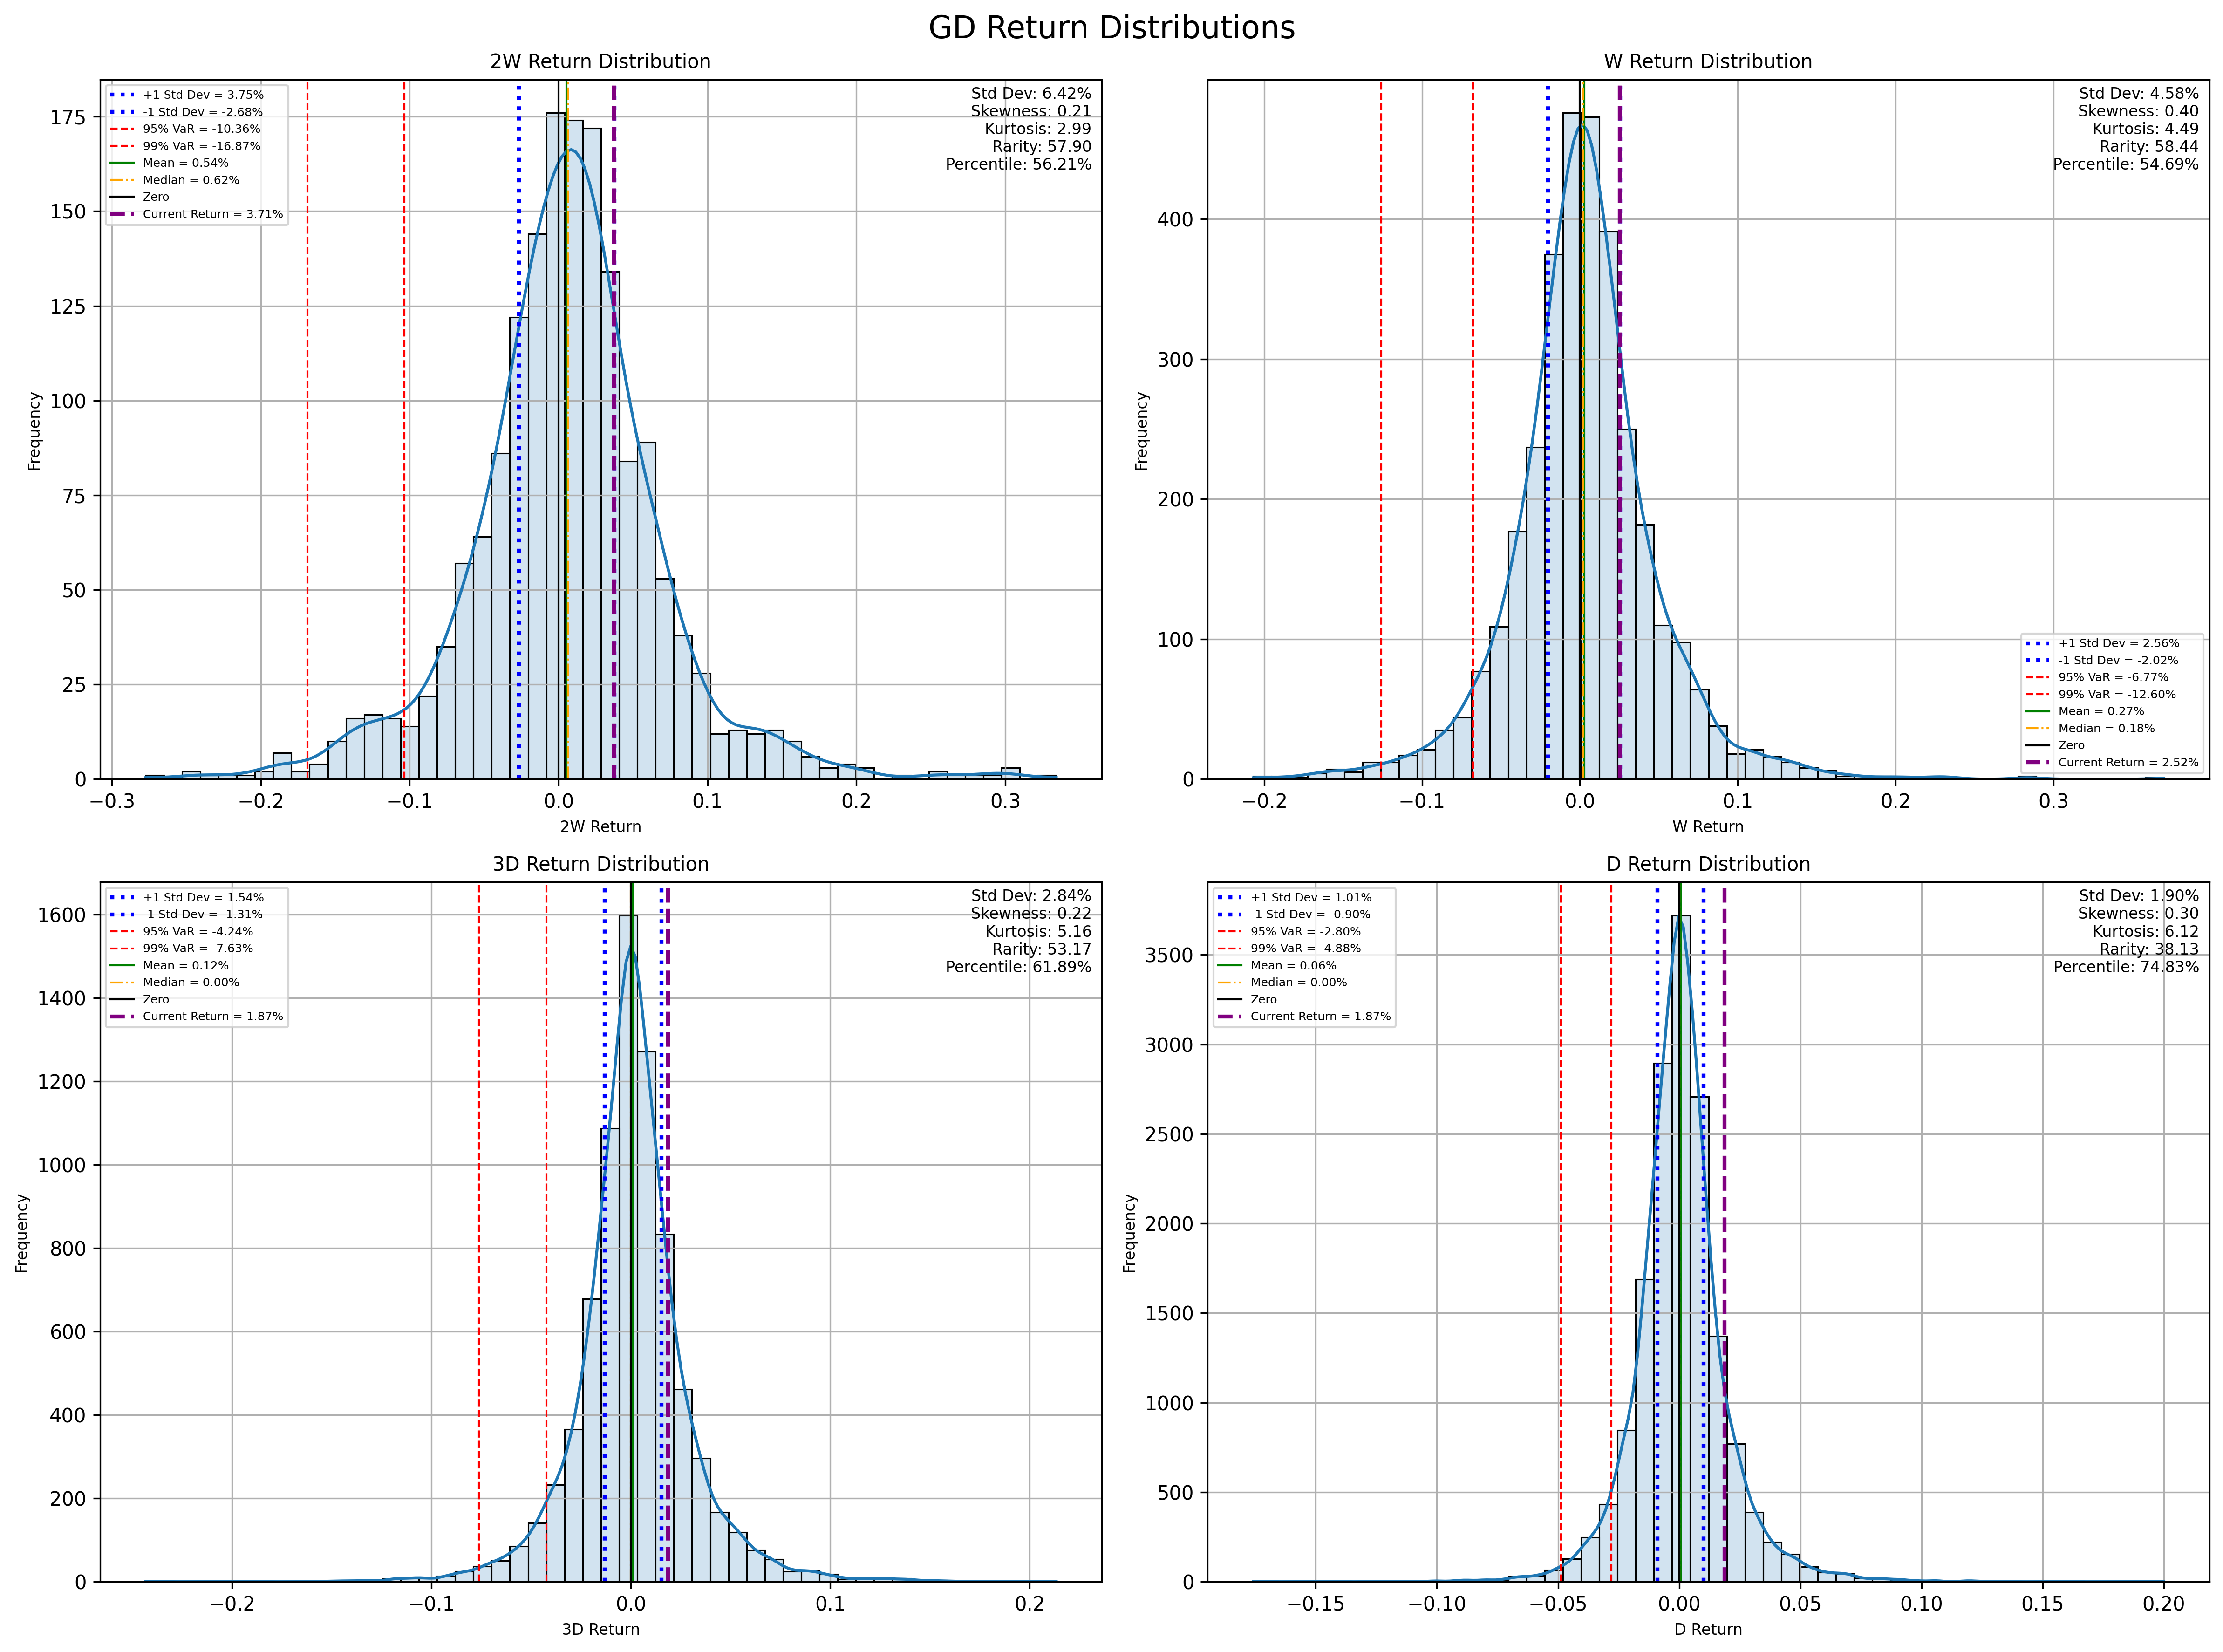 GD Return Distributions
2W Return Distribution
+1 Std Dev = 3.75%
-1 Std Dev = -2.68%
95% VaR = -10.36%
99% VaR = -16.87%
Mean = 0.54%
Median = 0.62%
Zero
Current Return = 3.71%
Std Dev: 6.42%
Skewness: 0.21
Kurtosis: 2.99
Rarity: 57.90
Percentile: 56.21%
Frequency
175
150
125
100
75
50
25
0
−0.3 −0.2 −0.1 0.0 0.1 0.2 0.3
2W Return
W Return Distribution
Std Dev: 4.58%
Skewness: 0.40
Kurtosis: 4.49
Rarity: 58.44
Percentile: 54.69%
+1 Std Dev = 2.56%
-1 Std Dev = -2.02%
95% VaR = -6.77%
99% VaR = -12.60%
Mean = 0.27%
Median = 0.18%
Zero
Current Return = 2.52%
Frequency
400
300
200
100
0
−0.2 −0.1 0.0 0.1 0.2 0.3
W Return
3D Return Distribution
+1 Std Dev = 1.54%
-1 Std Dev = -1.31%
95% VaR = -4.24%
99% VaR = -7.63%
Mean = 0.12%
Median = 0.00%
Zero
Current Return = 1.87%
Std Dev: 2.84%
Skewness: 0.22
Kurtosis: 5.16
Rarity: 53.17
Percentile: 61.89%
Frequency
1600
1400
1200
1000
800
600
400
200
0
−0.2 −0.1 0.0 0.1 0.2
3D Return
D Return Distribution
+1 Std Dev = 1.01%
-1 Std Dev = -0.90%
95% VaR = -2.80%
99% VaR = -4.88%
Mean = 0.06%
Median = 0.00%
Zero
Current Return = 1.87%
Std Dev: 1.90%
Skewness: 0.30
Kurtosis: 6.12
Rarity: 38.13
Percentile: 74.83%
Frequency
3500
3000
2500
2000
1500
1000
500
0
−0.15 −0.10 −0.05 0.00 0.05 0.10 0.15 0.20
D Return